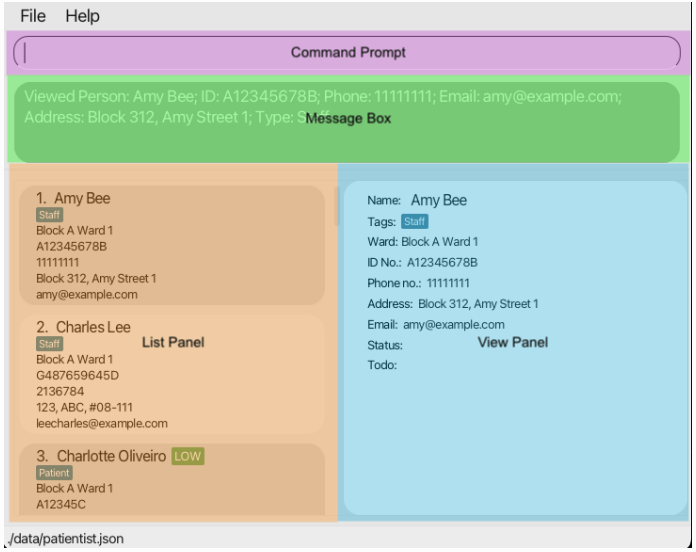 File Help
Command Prompt
Viewed Person: Amy Bee; ID: A12345678B; Phone: 11111111; Email: amy@example.com;
Address: Block 312, Amy Street 1; Type: Staff
Message Box
1. Amy Bee
Staff
Block A Ward 1
A12345678B
11111111
Block 312, Amy Street 1
amy@example.com
2. Charles Lee
Staff
Block A Ward 1
G487659645D
2136784
123, ABC, #08-111
leecharles@example.com
List Panel
3. Charlotte Oliveiro LOW
Patient
Block A Ward 1
A12345C
Name: Amy Bee
Tags: Staff
Ward: Block A Ward 1
ID No.: A12345678B
Phone no.: 11111111
Address: Block 312, Amy Street 1
Email: amy@example.com
Status:
View Panel
Todo:
./data/patientist.json